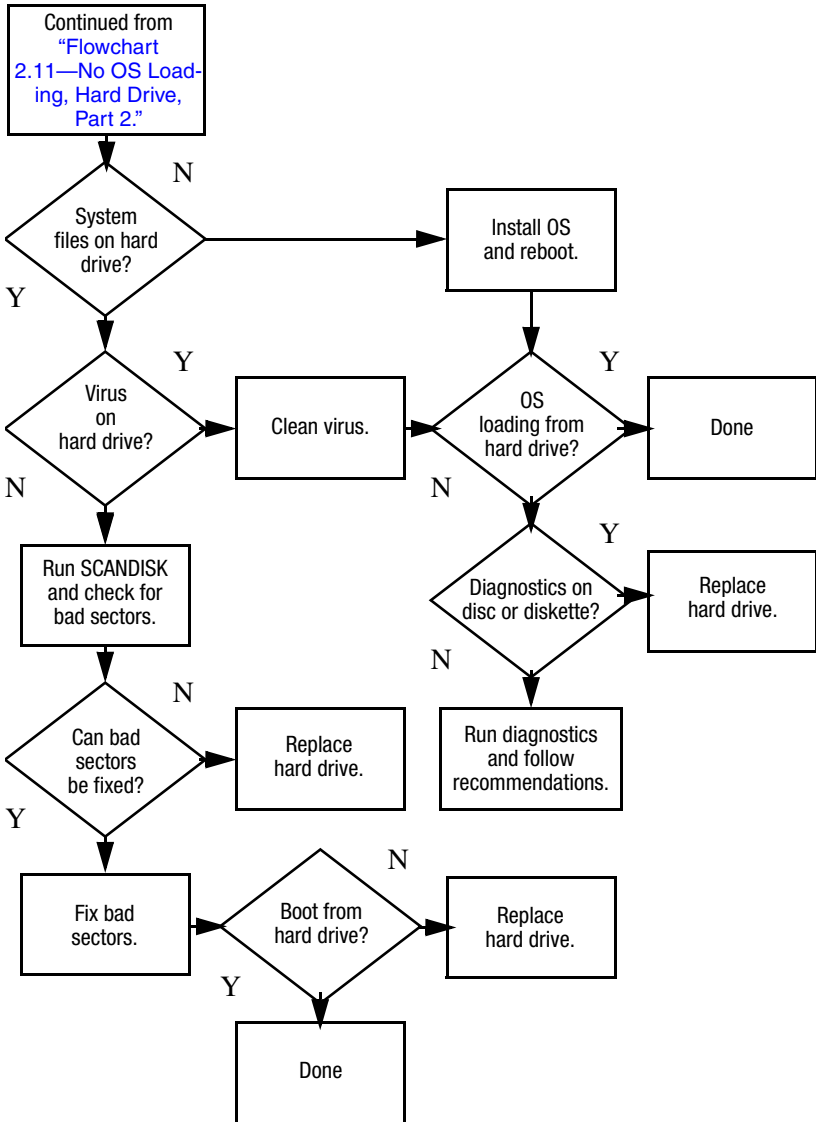 Continued from
“Flowchart
2.11—No OS Load-
ing, Hard Drive,
Part 2.”
N
System
files on hard
drive?
Install OS
and reboot.
Y
Y
Virus
on
hard drive?
Clean virus.
Y
OS
loading from
hard drive?
Done
N
N
Run SCANDISK
and check for
bad sectors.
Y
Diagnostics on
disc or diskette?
Replace
hard drive.
N
N
Can bad
sectors
be fixed?
Replace
hard drive.
Run diagnostics
and follow
recommendations.
Y
Fix bad
sectors.
N
Boot from
hard drive?
Replace
hard drive.
Y
Done